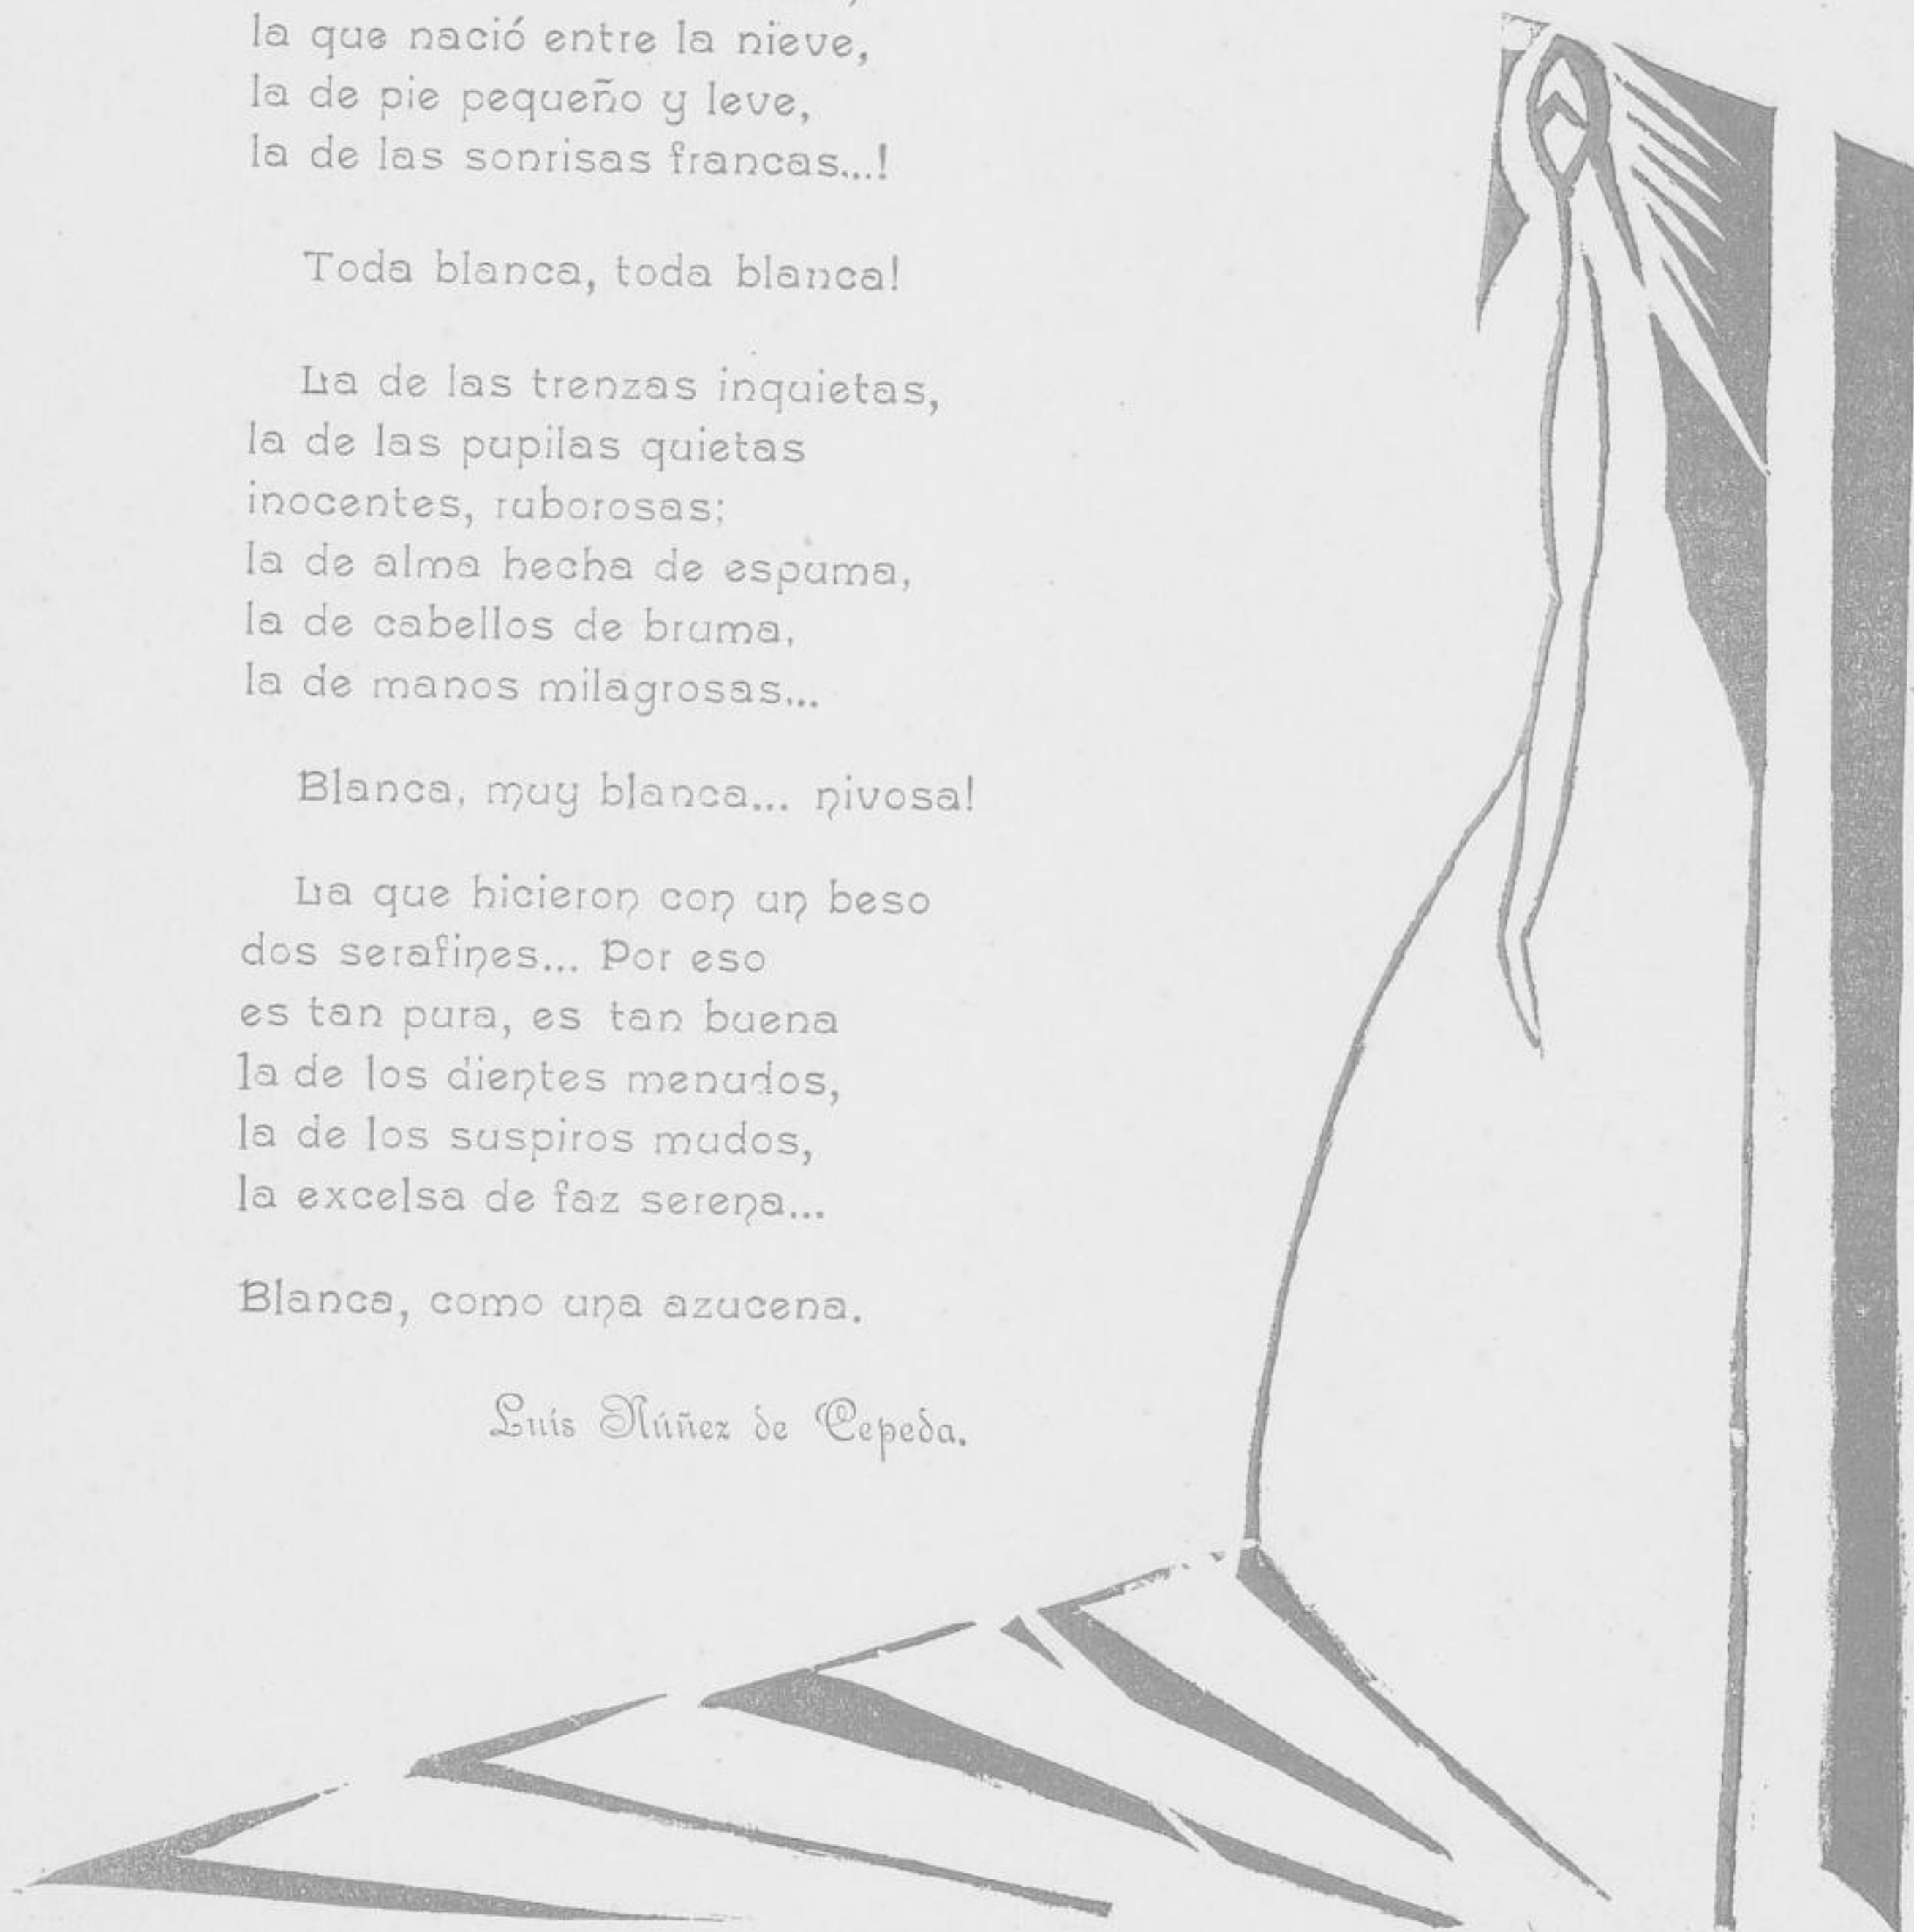 la que nació entre la nieve,
la de pie pequeño y leve,
la de las sonrisas francas...!
Toda blanca, toda blanca!
La de las trenzas inquietas,
la de las pupilas quietas
inocentes, ruborosas;
la de alma hecha de espuma,
la de cabellos de bruma,
la de manos milagrosas...
Blanca, muy blanca... nivosa!
La que hicieron con un beso
dos serafines... Por eso
es tan pura, es tan buena
la de los dientes menudos,
la de los suspiros mudos,
la excelsa de faz serena...
Blanca, como una azucena.
Luis Núñez de Cepeda.